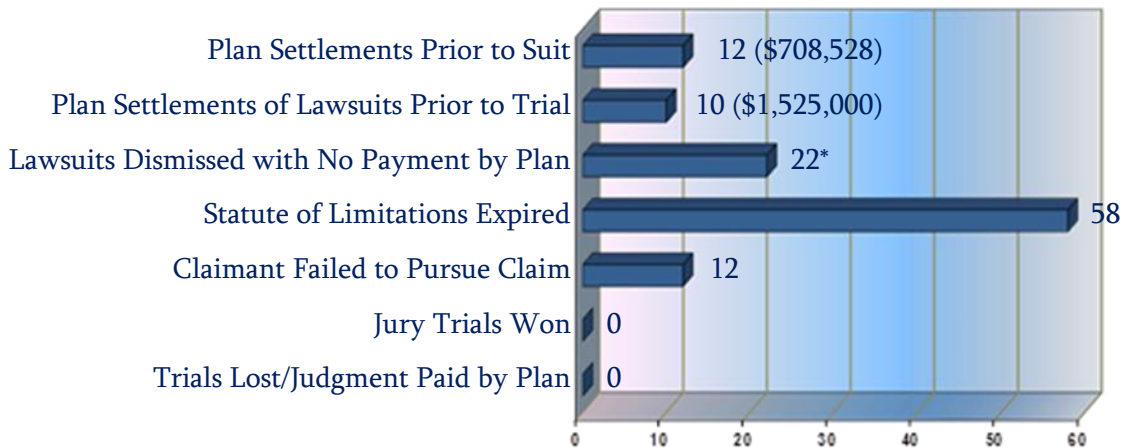 Plan Settlements Prior to Suit 12 ($708,528)
Plan Settlements of Lawsuits Prior to Trial 10 ($1,525,000)
Lawsuits Dismissed with No Payment by Plan 22*
Statute of Limitations Expired 58
Claimant Failed to Pursue Claim 12
Jury Trials Won 0
Trials Lost/Judgment Paid by Plan 0
0 10 20 30 40 50 60